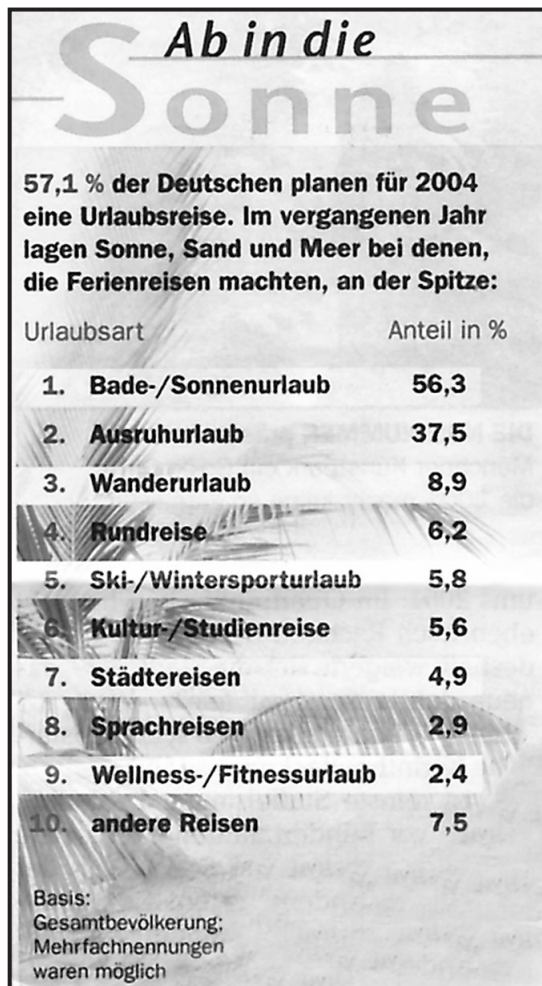 Ab in die
Sonne
57,1 % der Deutschen planen für 2004
eine Urlaubsreise. Im vergangenen Jahr
lagen Sonne, Sand und Meer bei denen,
die Ferienreisen machten, an der Spitze:
Urlaubsart Anteil in %
1. Bade-/Sonnenurlaub 56,3
2. Ausruhurlaub 37,5
3. Wanderurlaub 8,9
4. Rundreise 6,2
5. Ski-/Wintersporturlaub 5,8
6. Kultur-/Studienreise 5,6
7. Städtereisen 4,9
8. Sprachreisen 2,9
9. Wellness-/Fitnessurlaub 2,4
10. andere Reisen 7,5
Basis:
Gesamtbevölkerung;
Mehrfachnennungen
waren möglich